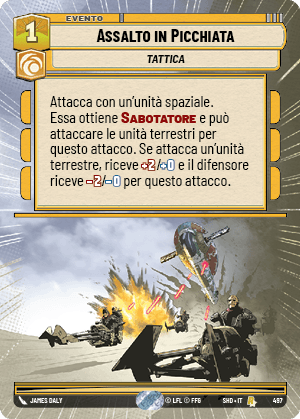 EVENTO
1
ASSALTO IN PICCHIATA
TATTICA
Attacca con un'unità spaziale.
Essa ottiene SABOTATORE e può
attaccare le unità terrestri per
questo attacco. Se attacca un'unità
terrestre, riceve +2/+0 e il difensore
riceve -2/-0 per questo attacco.
JAMES DALY
© LFL © FFG
SHD • IT
497